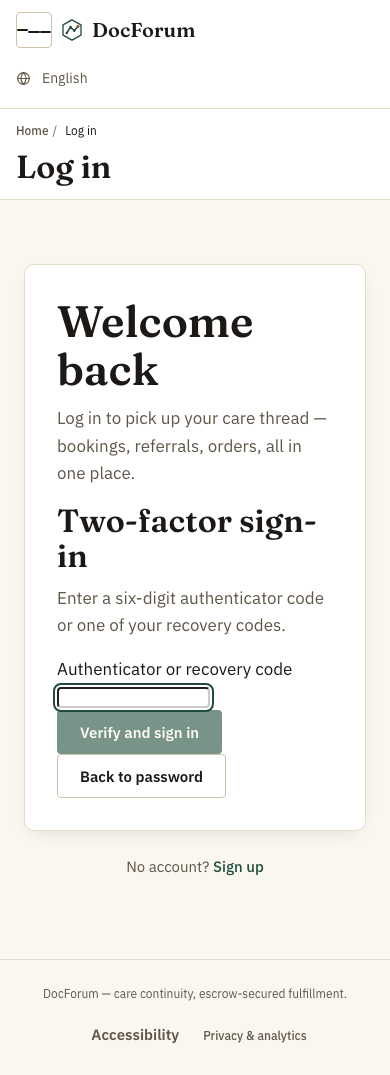 DocForum
English
Home / Log in
Log in
Welcome
back
Log in to pick up your care thread —
bookings, referrals, orders, all in
one place.
Two-factor sign-
in
Enter a six-digit authenticator code
or one of your recovery codes.
Authenticator or recovery code
Verify and sign in
Back to password
No account? Sign up
DocForum — care continuity, escrow-secured fulfillment.
Accessibility Privacy & analytics